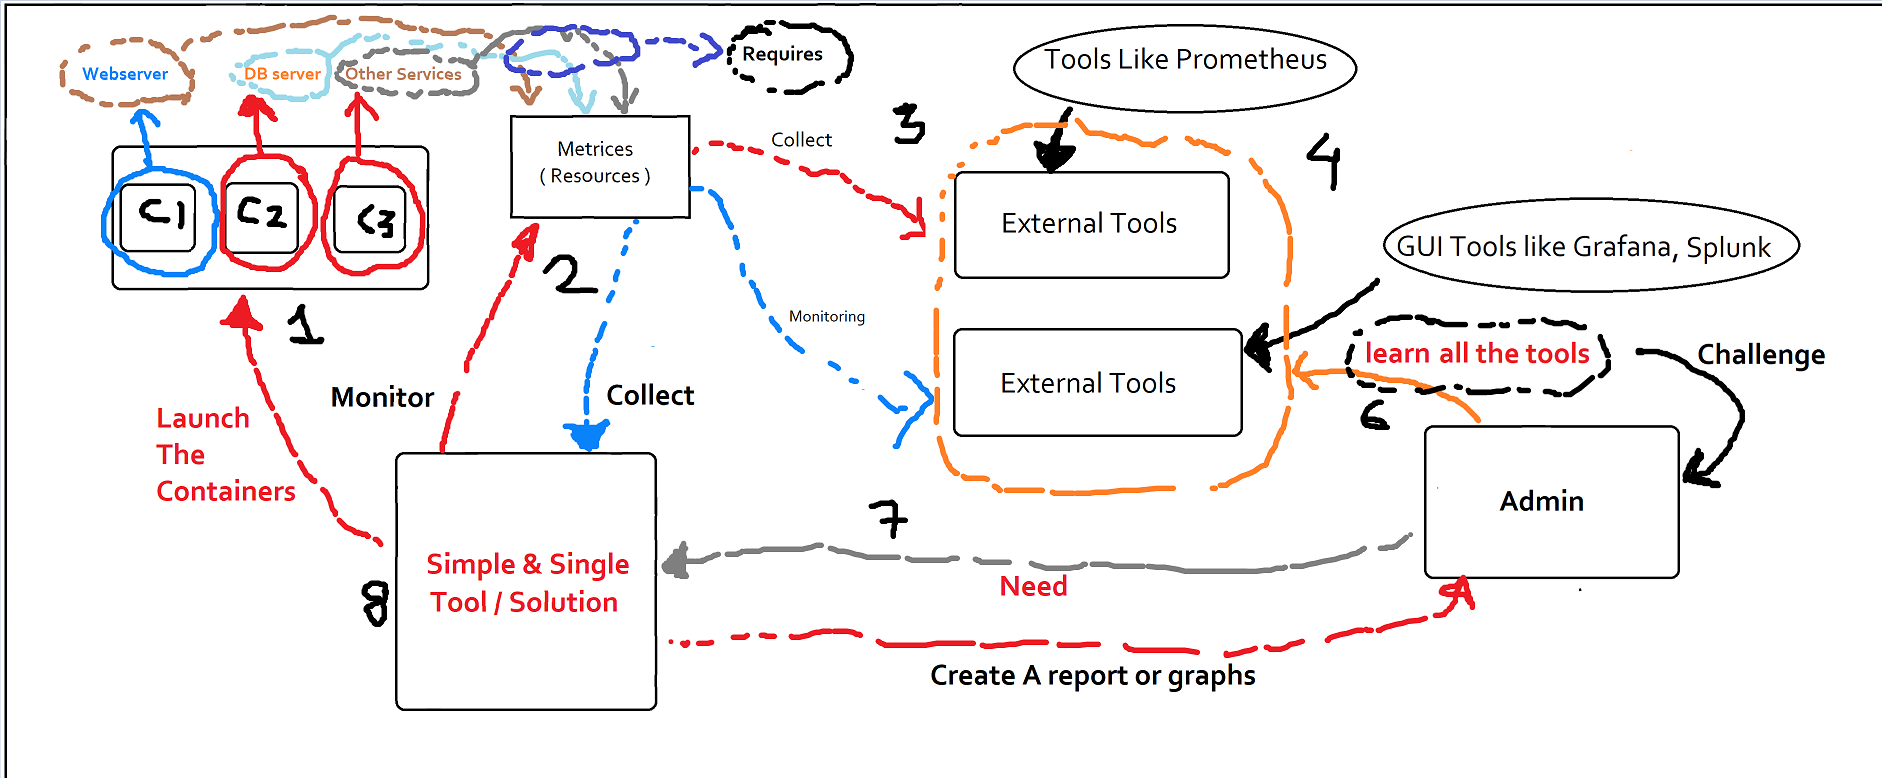 Webserver
DB server
Other Services
Requires
Tools Like Prometheus
C1
C2
C3
Metrices
( Resources )
Collect
3
4
External Tools
GUI Tools like Grafana, Splunk
1
2
Monitoring
External Tools
learn all the tools
Challenge
6
Monitor
Collect
Launch
The
Containers
Admin
7
Need
Simple & Single
Tool / Solution
8
Create A report or graphs